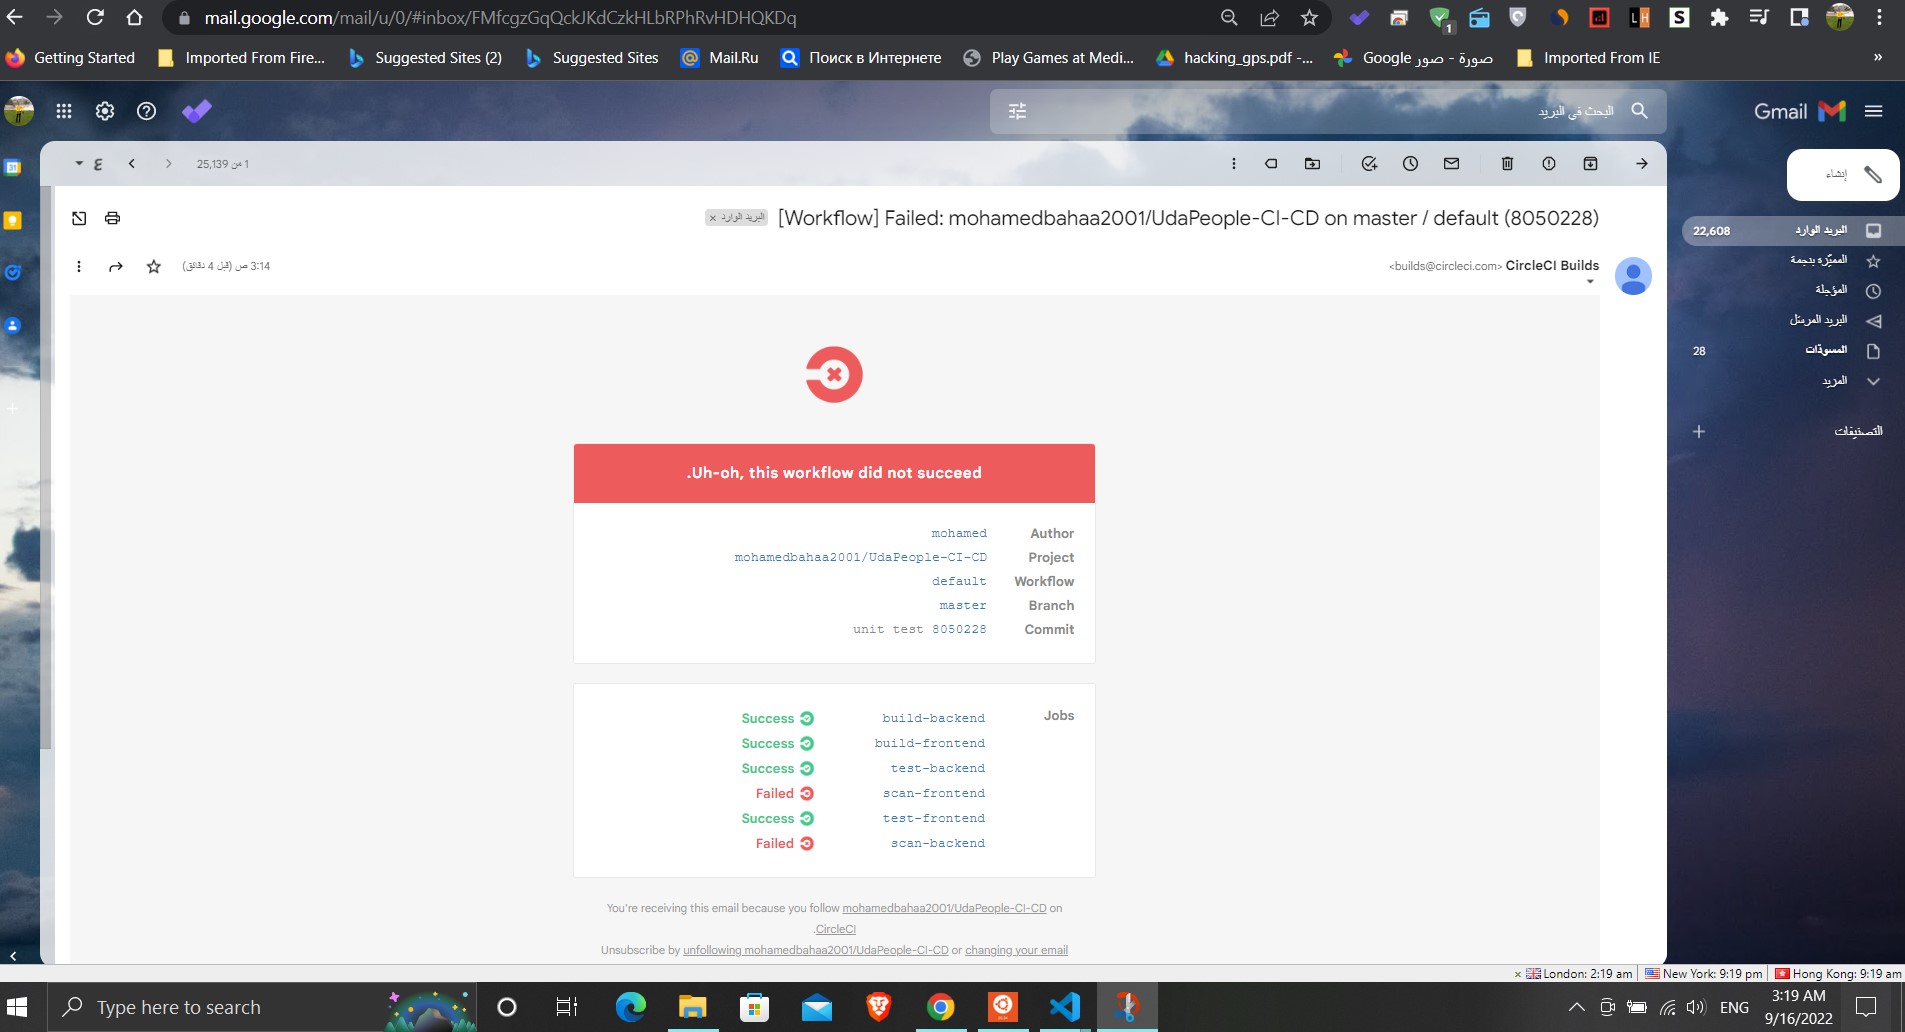 mail.google.com/mail/u/0/#inbox/FMfcgzGqQckJKdCzkHLbRPhRvHDHQKDq
1
Getting Started
Imported From Fire...
Suggested Sites (2)
Suggested Sites
Mail.Ru
Поиск в Интернете
Play Games at Medi...
hacking_gps.pdf -...
صورة - صور Google
Imported From IE
»
البحث في البريد
Gmail
ع
1 من 25,139
إنشاء
[Workflow] Failed: mohamedbahaa2001/UdaPeople-CI-CD on master / default (8050228)
البريد الوارد ×
3:14 ص (قبل 4 دقائق)
<builds@circleci.com> CircleCI Builds
البريد الوارد 22,608
المميّزة بنجمة
المؤجلة
البريد المرسَل
المسودّات 28
المزيد
التصنيفات
.Uh-oh, this workflow did not succeed
mohamed Author
mohamedbahaa2001/UdaPeople-CI-CD Project
default Workflow
master Branch
unit test 8050228 Commit
Jobs
Success build-backend
Success build-frontend
Success test-backend
Failed scan-frontend
Success test-frontend
Failed scan-backend
You're receiving this email because you follow mohamedbahaa2001/UdaPeople-CI-CD on
.CircleCI
Unsubscribe by unfollowing mohamedbahaa2001/UdaPeople-CI-CD or changing your email
× London: 2:19 am
New York: 9:19 pm
Hong Kong: 9:19 am
Type here to search
ENG
3:19 AM
9/16/2022